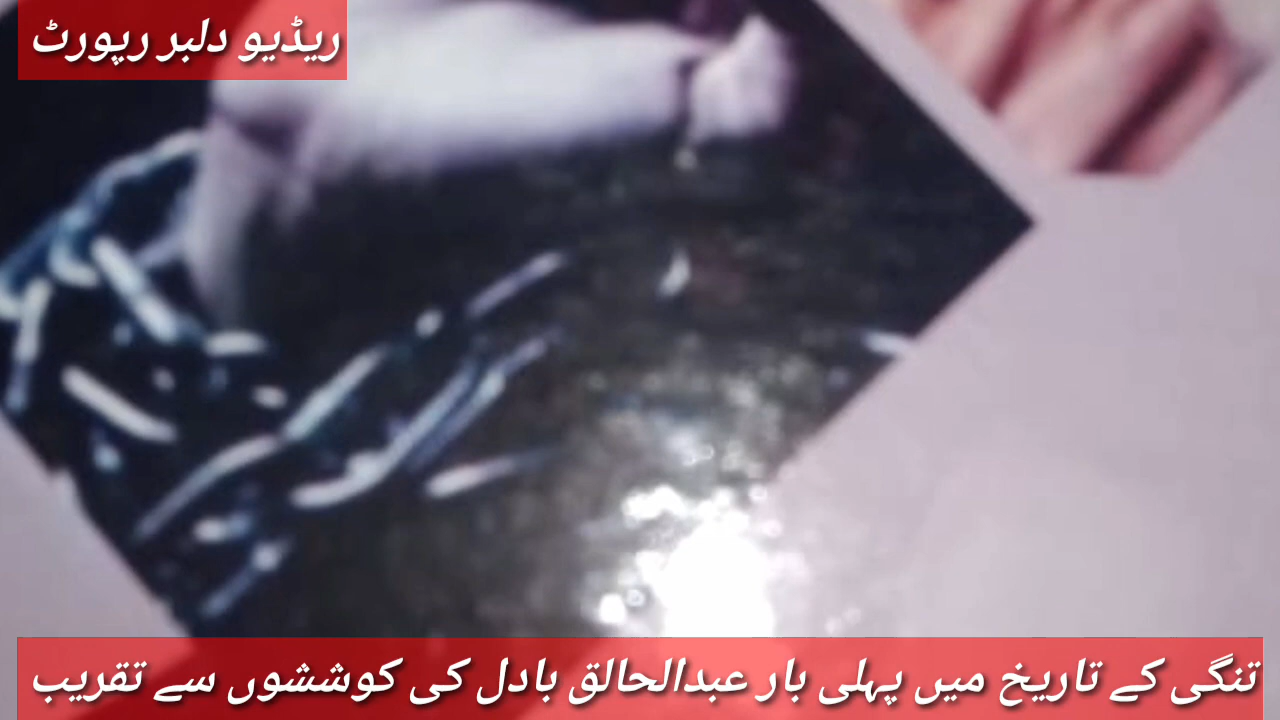 ریڈیو دلبر رپورٹ
تنگی کے تاریخ میں پہلی بار عبدالحالق بادل کی کوششوں سے تقریب